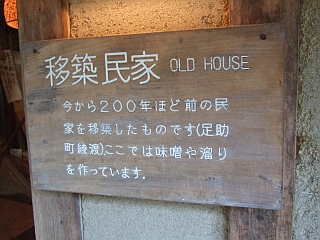 移築民家 OLD HOUSE
今から200年ほど前の民
家を移築したものです(足助
町綾渡)ここでは味噌や溜り
を作っています.